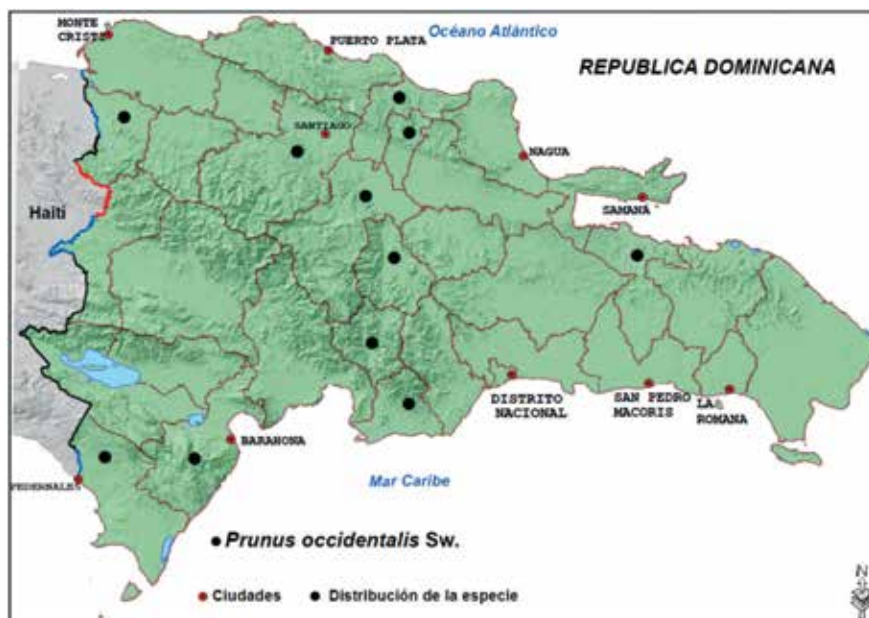 MONTE
CRISTI
PUERTO PLATA
Océano Atlántico
REPUBLICA DOMINICANA
SANTIAGO
NAGUA
SAMANÁ
Haití
DISTRITO
NACIONAL
SAN PEDRO
MACORIS
LA
ROMANA
BARAHONA
PEDERNALES
Mar Caribe
Prunus occidentalis Sw.
Ciudades
Distribución de la especie
N